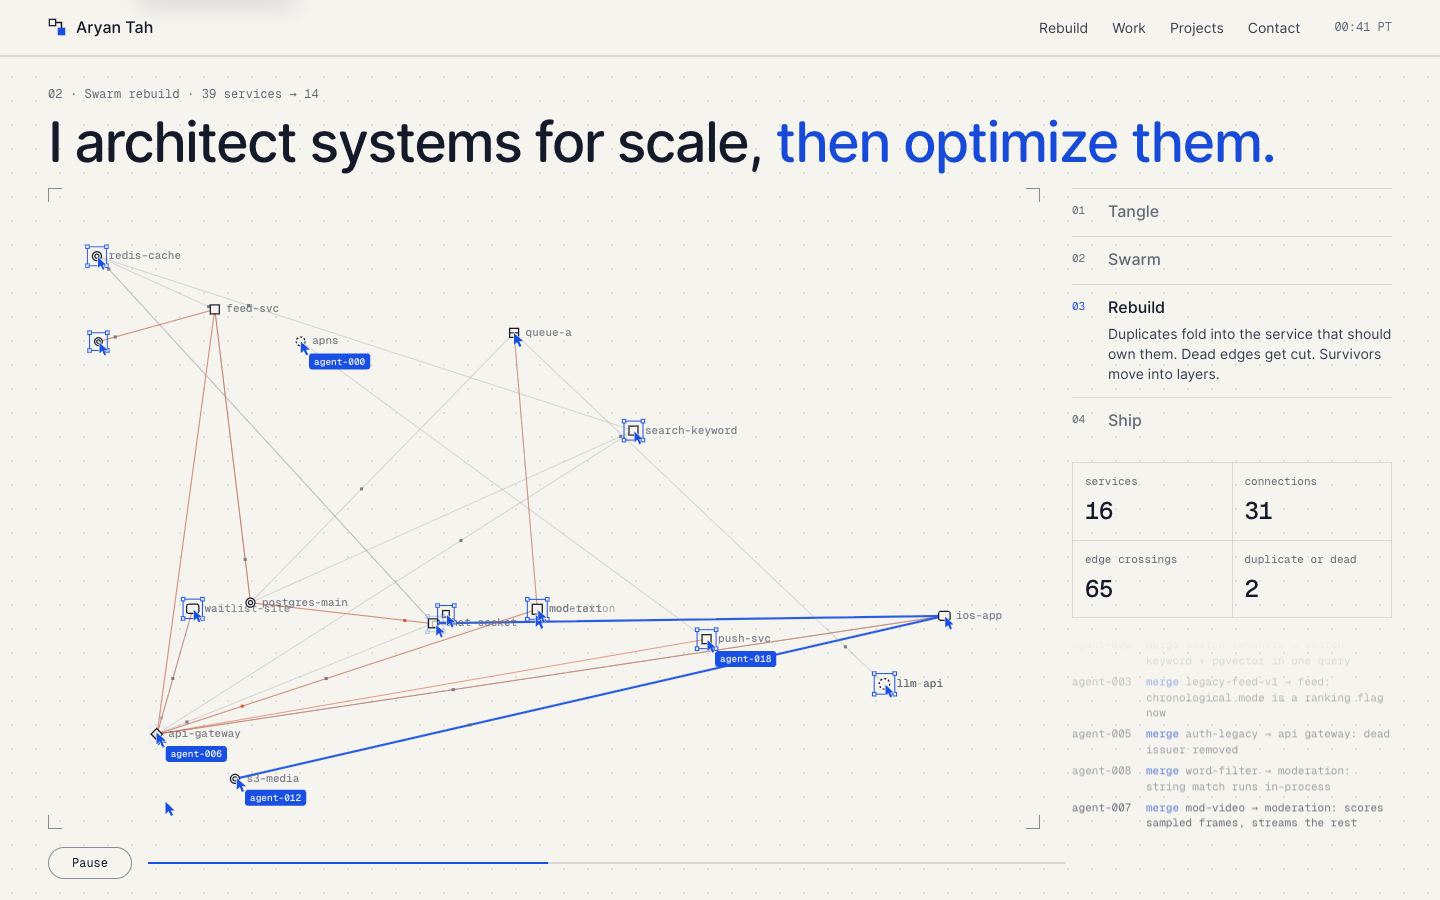 Aryan Tah
Rebuild Work Projects Contact 00:41 PT
02 · Swarm rebuild · 39 services → 14
I architect systems for scale, then optimize them.
redis-cache
feed-svc
apns
agent-000
queue-a
search-keyword
waitlist-site
postgres-main
push-svc
agent-018
ios-app
llm-api
api-gateway
agent-006
s3-media
agent-012
Pause
01 Tangle
02 Swarm
03 Rebuild
Duplicates fold into the service that should
own them. Dead edges get cut. Survivors
move into layers.
04 Ship
services
16
connections
31
edge crossings
65
duplicate or dead
2
keyword + pgvector in one query
agent-003 merge legacy-feed-v1 → feed:
chronological mode is a ranking flag
now
agent-005 merge auth-legacy → api gateway: dead
issuer removed
agent-008 merge word-filter → moderation:
string match runs in-process
agent-007 merge mod-video → moderation: scores
sampled frames, streams the rest